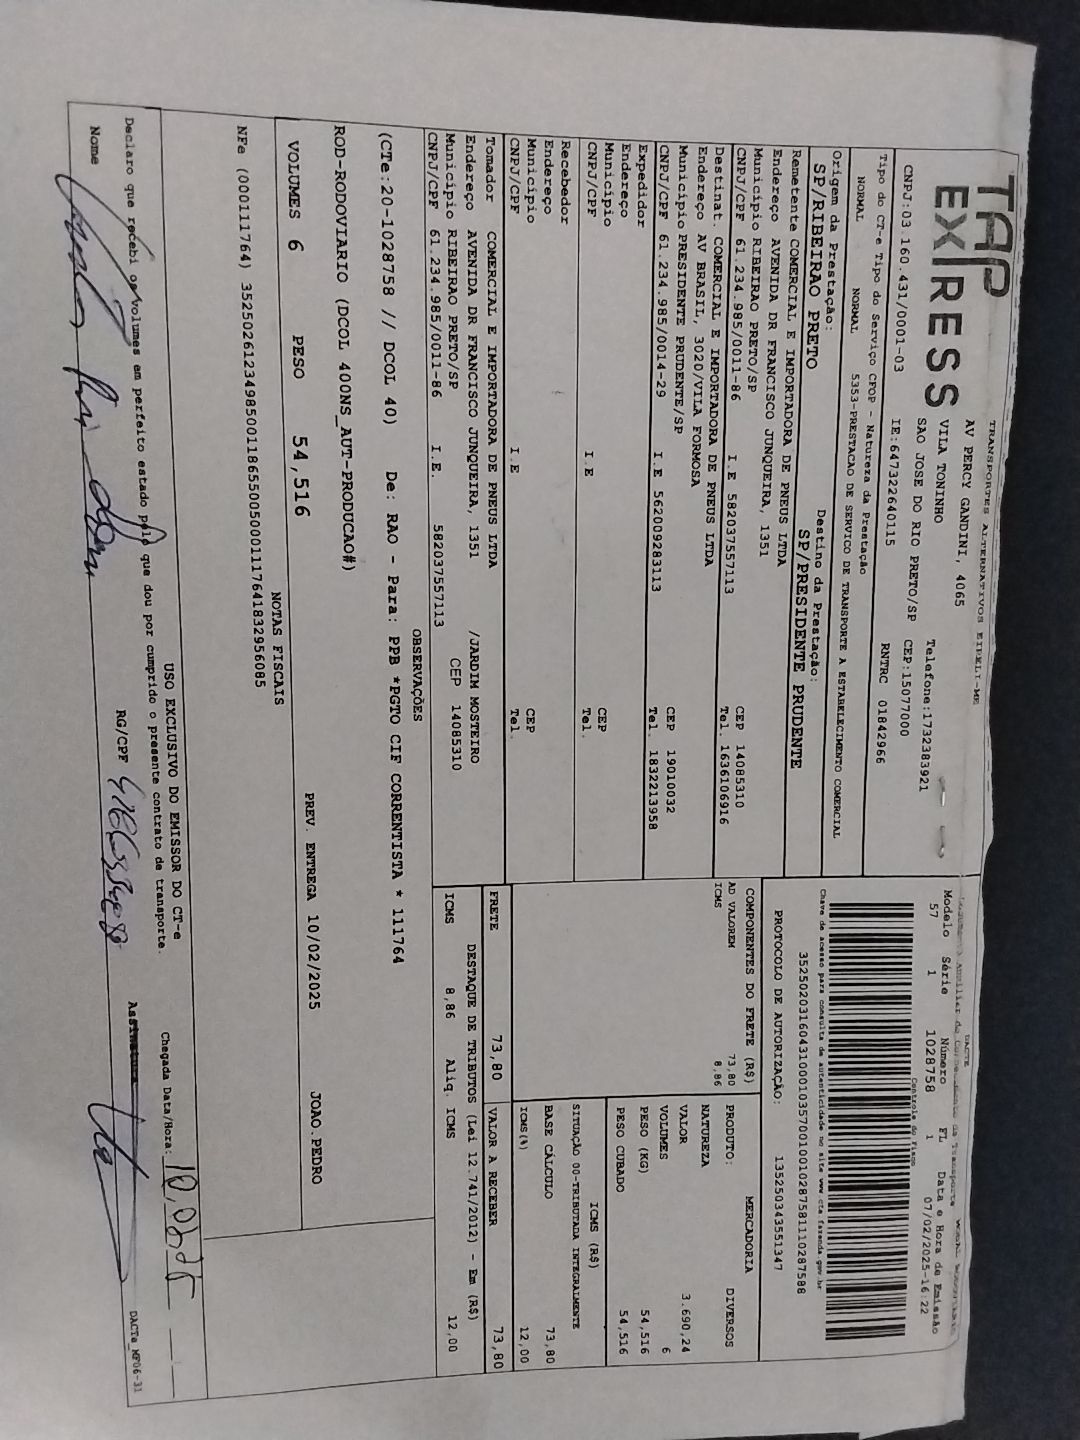 TAP
EXPRESS
TRANSPORTES ALTERNATIVOS EIRELI-ME
AV PERCY GANDINI, 4065
VILA TONINHO
SAO JOSE DO RIO PRETO/SP
Telefone:1732383921
CEP:15077000
CNPJ:03.160.431/0001-03 IE:647322640115 RNTRC 01842966
DACTE
Modelo Série Número FL Data e Hora de Emissão
57 1 1028758 1 07/02/2025-16:22
Controle do Fisco
Chave de acesso para consulta de autenticidade no site www.cte.fazenda.gov.br
35250203160431000103570010010287581110287588
PROTOCOLO DE AUTORIZAÇÃO: 135250343551347
Tipo do CT-e Tipo do Serviço CFOP - Natureza da Prestação
NORMAL NORMAL 5353-PRESTACAO DE SERVICO DE TRANSPORTE A ESTABELECIMENTO COMERCIAL
Origem da Prestação: Destino da Prestação:
SP/RIBEIRAO PRETO SP/PRESIDENTE PRUDENTE
Remetente COMERCIAL E IMPORTADORA DE PNEUS LTDA
Endereço AVENIDA DR FRANCISCO JUNQUEIRA, 1351
Município RIBEIRAO PRETO/SP CEP 14085310
CNPJ/CPF 61.234.985/0011-86 I.E 582037557113 Tel. 1636106916
Destinat. COMERCIAL E IMPORTADORA DE PNEUS LTDA
Endereço AV BRASIL, 3020/VILA FORMOSA
Município PRESIDENTE PRUDENTE/SP CEP 19010032
CNPJ/CPF 61.234.985/0014-29 I.E 562009283113 Tel. 1832213958
Expedidor
Endereço
Município CEP
CNPJ/CPF I.E Tel.
Recebedor
Endereço
Município CEP
CNPJ/CPF I.E Tel.
Tomador COMERCIAL E IMPORTADORA DE PNEUS LTDA
Endereço AVENIDA DR FRANCISCO JUNQUEIRA, 1351 /JARDIM MOSTEIRO
Município RIBEIRAO PRETO/SP CEP 14085310
CNPJ/CPF 61.234.985/0011-86 I.E. 582037557113
COMPONENTES DO FRETE (R$)
AD VALOREM 73,80
ICMS 8,86
MERCADORIA
PRODUTO: DIVERSOS
NATUREZA
VALOR 3.690,24
VOLUMES 6
PESO (KG) 54,516
PESO CUBADO 54,516
ICMS (R$)
SITUAÇÃO 00-TRIBUTADA INTEGRALMENTE
BASE CÁLCULO 73,80
ICMS(%) 12,00
FRETE 73,80 VALOR A RECEBER 73,80
DESTAQUE DE TRIBUTOS (Lei 12.741/2012) - Em (R$)
ICMS 8,86 Aliq. ICMS 12,00
OBSERVAÇÕES
(CTe:20-1028758 // DCOL 40) De: RAO - Para: PPB *PGTO CIF CORRENTISTA * 111764
ROD-RODOVIARIO (DCOL 400NS_AUT-PRODUCAO#)
VOLUMES 6 PESO 54,516 PREV. ENTREGA 10/02/2025 JOAO.PEDRO
NOTAS FISCAIS
NFe (000111764) 35250261234985001186550050001117641832956085
USO EXCLUSIVO DO EMISSOR DO CT-e
Declaro que recebi os volumes em perfeito estado pelo que dou por cumprido o presente contrato de transporte.
Chegada Data/Hora:
Nome RG/CPF Assinatura
DACTe_MP06-31